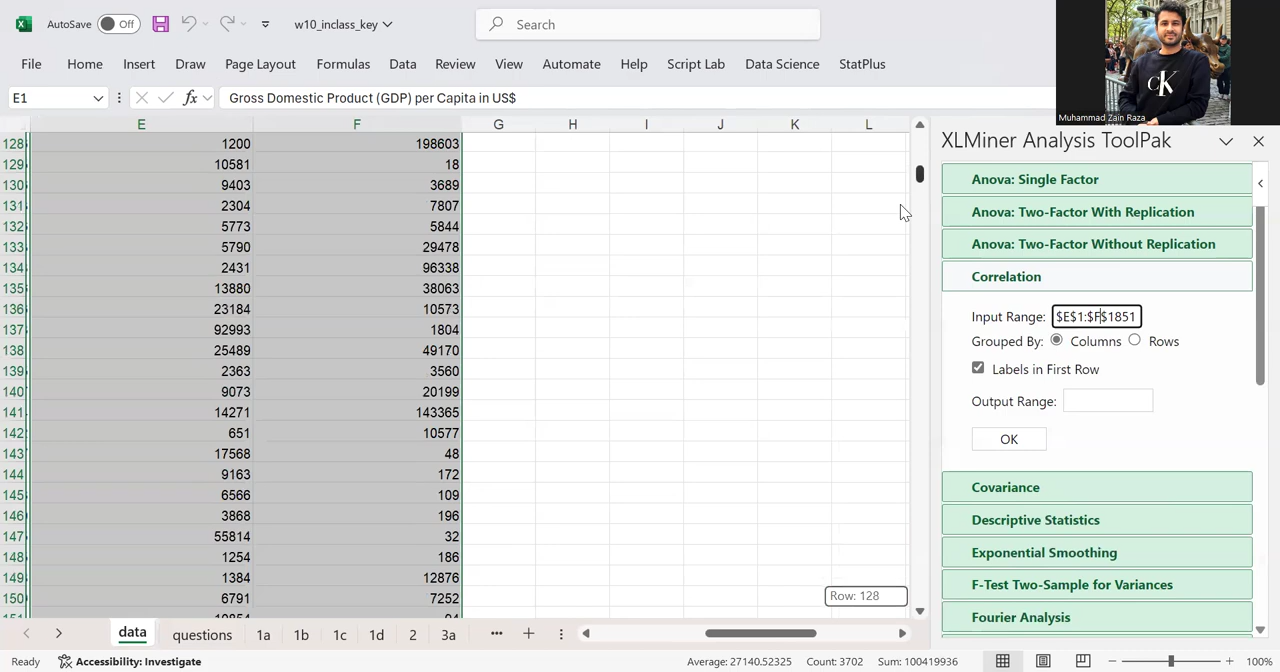 AutoSave Off w10_inclass_key Search
File Home Insert Draw Page Layout Formulas Data Review View Automate Help Script Lab Data Science StatPlus
CK
Muhammad Zain Raza
E1 fx Gross Domestic Product (GDP) per Capita in US$
E F G H I J K L
128 1200 198603
129 10581 18
130 9403 3689
131 2304 7807
132 5773 5844
133 5790 29478
134 2431 96338
135 13880 38063
136 23184 10573
137 92993 1804
138 25489 49170
139 2363 3560
140 9073 20199
141 14271 143365
142 651 10577
143 17568 48
144 9163 172
145 6566 109
146 3868 196
147 55814 32
148 1254 186
149 1384 12876
150 6791 7252
Row: 128
XLMiner Analysis ToolPak
Anova: Single Factor
Anova: Two-Factor With Replication
Anova: Two-Factor Without Replication
Correlation
Input Range: $E$1:$F$1851
Grouped By: Columns Rows
Labels in First Row
Output Range:
OK
Covariance
Descriptive Statistics
Exponential Smoothing
F-Test Two-Sample for Variances
Fourier Analysis
data questions 1a 1b 1c 1d 2 3a
Ready Accessibility: Investigate Average: 27140.52325 Count: 3702 Sum: 100419936 100%